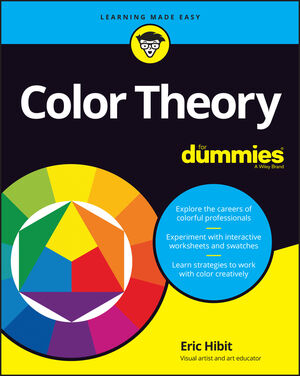 LEARNING MADE EASY
Color Theory
for
dummies®
A Wiley Brand
Explore the careers of
colorful professionals
Experiment with interactive
worksheets and swatches
Learn strategies to work
with color creatively
Eric Hibit
Visual artist and art educator